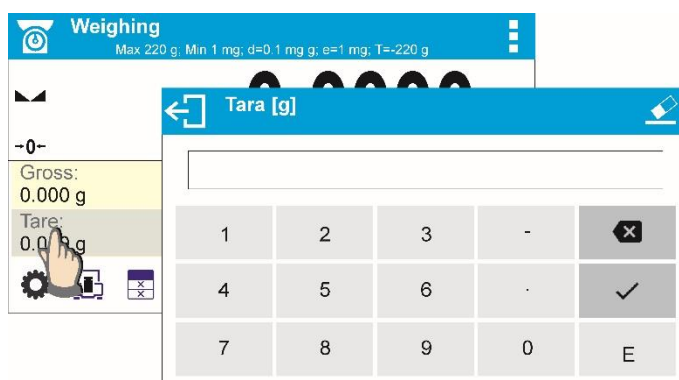 Weighing
Max 220 g; Min 1 mg; d=0.1 mg g; e=1 mg; T=-220 g
Tara [g]
→0←
Gross:
0.000 g
Tare:
1 2 3 -
4 5 6 .
7 8 9 0 E